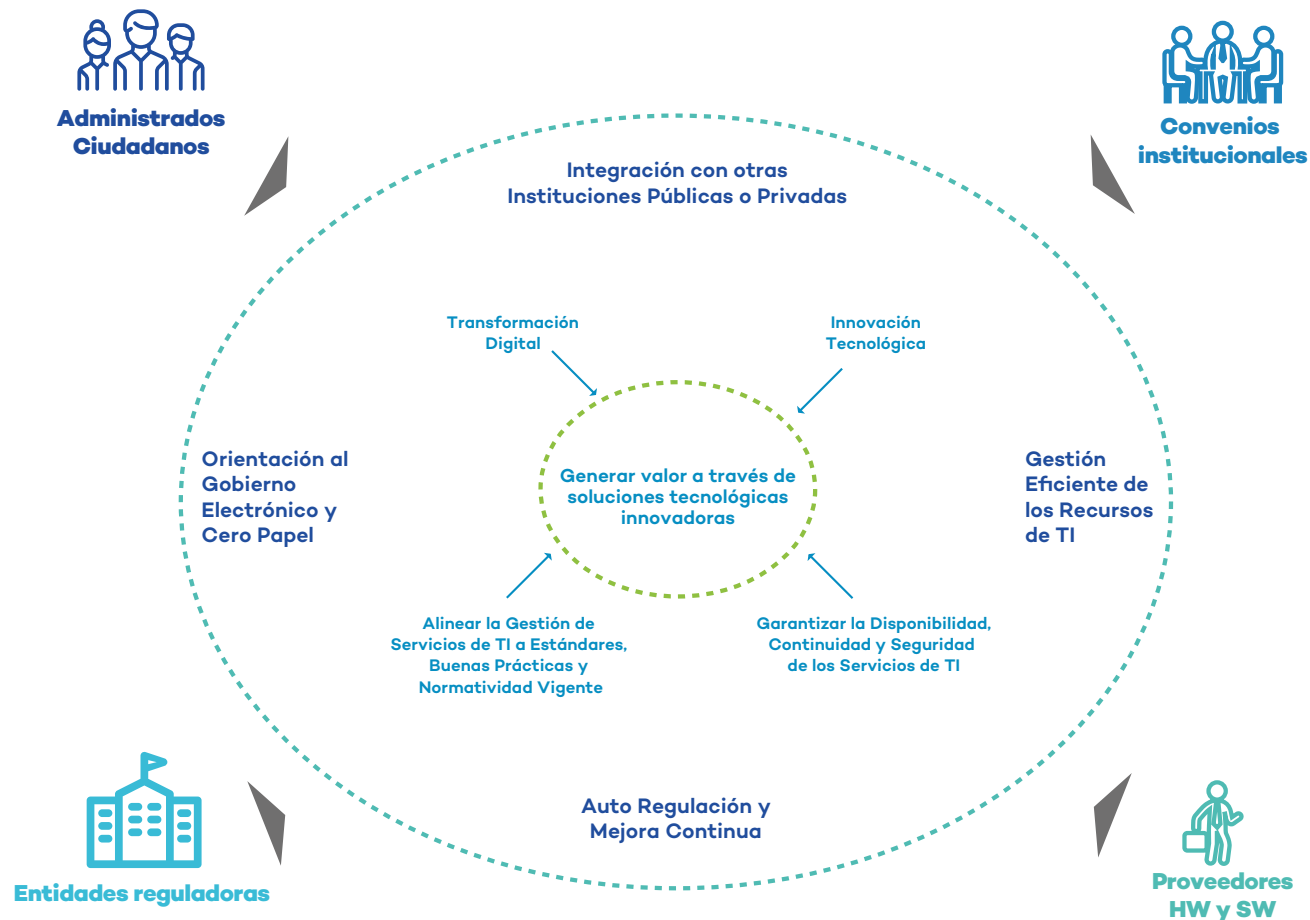 Administrados
Ciudadanos
Convenios
institucionales
Integración con otras
Instituciones Públicas o Privadas
Transformación
Digital
Innovación
Tecnológica
Orientación al
Gobierno
Electrónico y
Cero Papel
Generar valor a través de
soluciones tecnológicas
innovadoras
Gestión
Eficiente de
los Recursos
de TI
Alinear la Gestión de
Servicios de TI a Estándares,
Buenas Prácticas y
Normatividad Vigente
Garantizar la Disponibilidad,
Continuidad y Seguridad
de los Servicios de TI
Auto Regulación y
Mejora Continua
Entidades reguladoras
Proveedores
HW y SW